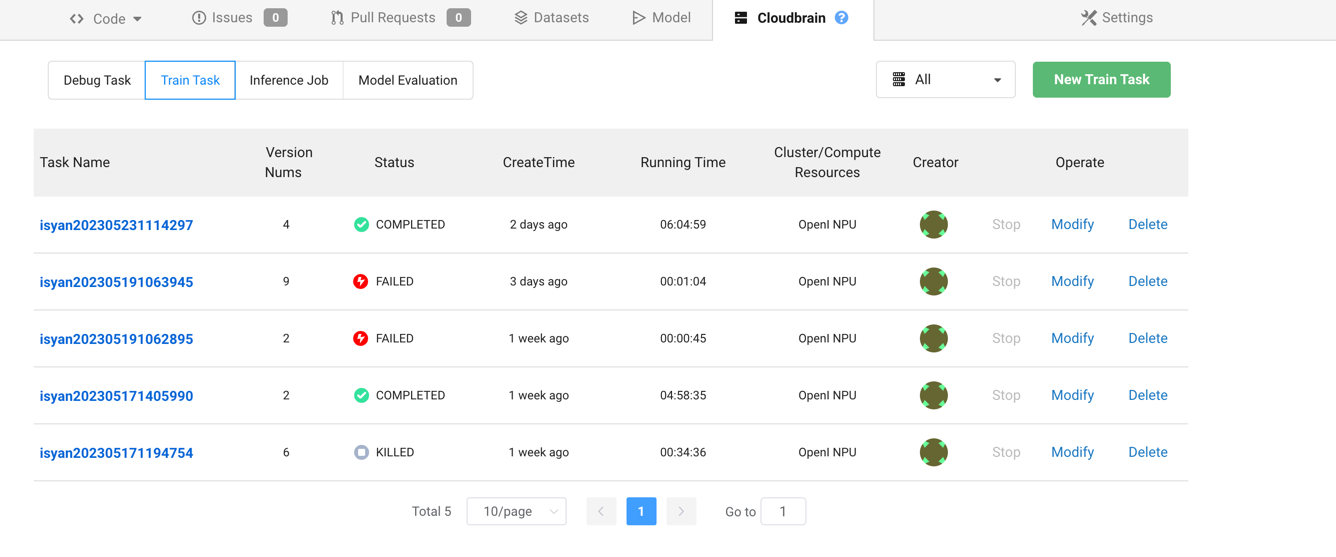 Code Issues 0 Pull Requests 0 Datasets Model Cloudbrain ? Settings
Debug Task Train Task Inference Job Model Evaluation All New Train Task
Task Name Version Nums Status CreateTime Running Time Cluster/Compute Resources Creator Operate
isyan202305231114297 4 COMPLETED 2 days ago 06:04:59 OpenI NPU Stop Modify Delete
isyan202305191063945 9 FAILED 3 days ago 00:01:04 OpenI NPU Stop Modify Delete
isyan202305191062895 2 FAILED 1 week ago 00:00:45 OpenI NPU Stop Modify Delete
isyan202305171405990 2 COMPLETED 1 week ago 04:58:35 OpenI NPU Stop Modify Delete
isyan202305171194754 6 KILLED 1 week ago 00:34:36 OpenI NPU Stop Modify Delete
Total 5 10/page 1 Go to 1